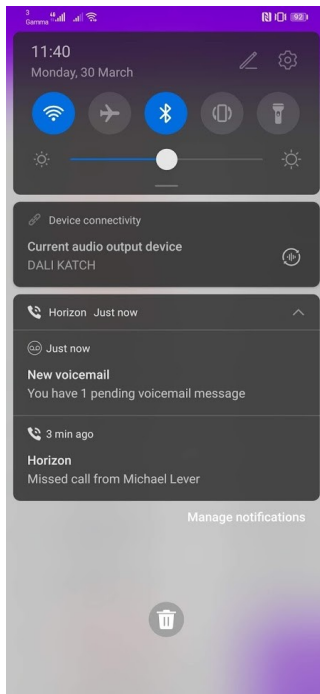 3
Gamma
4G
92
11:40
Monday, 30 March
Device connectivity
Current audio output device
DALI KATCH
Horizon Just now
Just now
New voicemail
You have 1 pending voicemail message
3 min ago
Horizon
Missed call from Michael Lever
Manage notifications